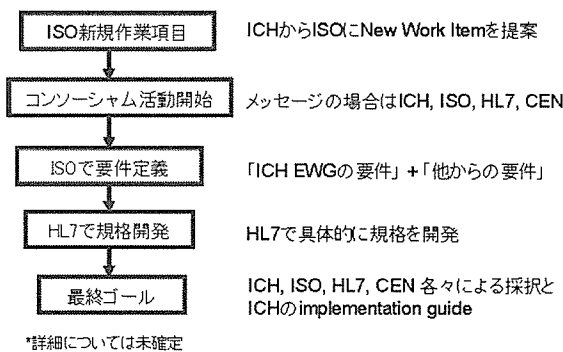 ISO新規作業項目
ICHからISOにNew Work Itemを提案
コンソーシャム活動開始
メッセージの場合はICH, ISO, HL7, CEN
ISOで要件定義
「ICH EWGの要件」+「他からの要件」
HL7で規格開発
HL7で具体的に規格を開発
最終ゴール
ICH, ISO, HL7, CEN 各々による採択と
ICHのimplementation guide
*詳細については未確定